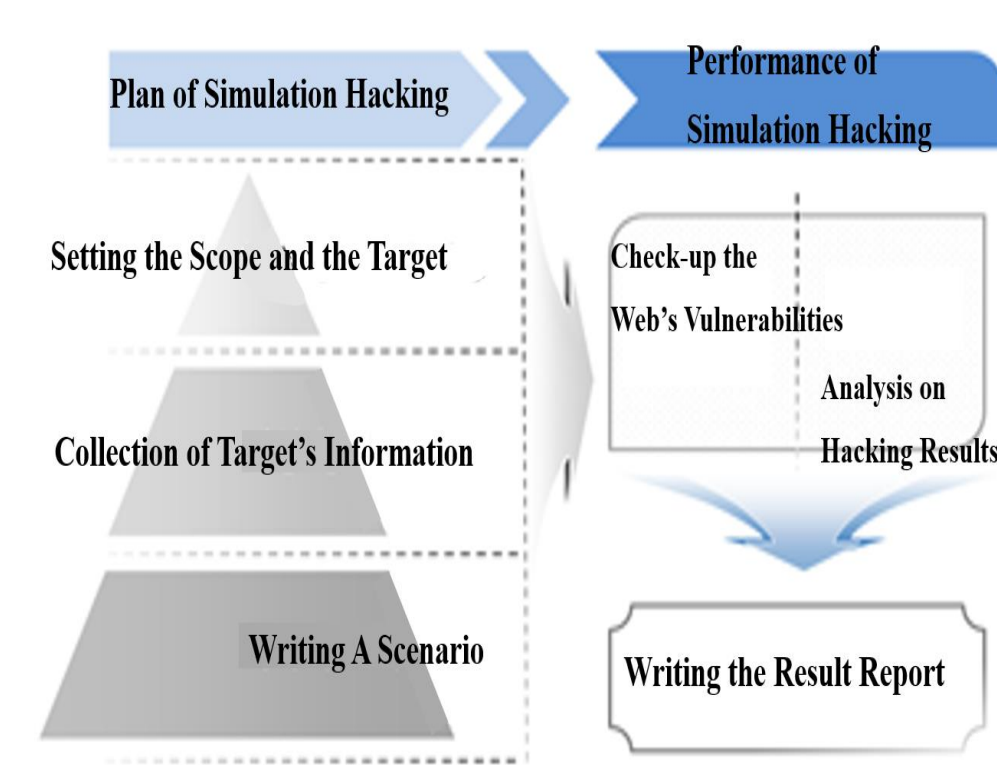 Plan of Simulation Hacking
Performance of
Simulation Hacking
Setting the Scope and the Target
Collection of Target's Information
Writing A Scenario
Check-up the
Web's Vulnerabilities
Analysis on
Hacking Results
Writing the Result Report